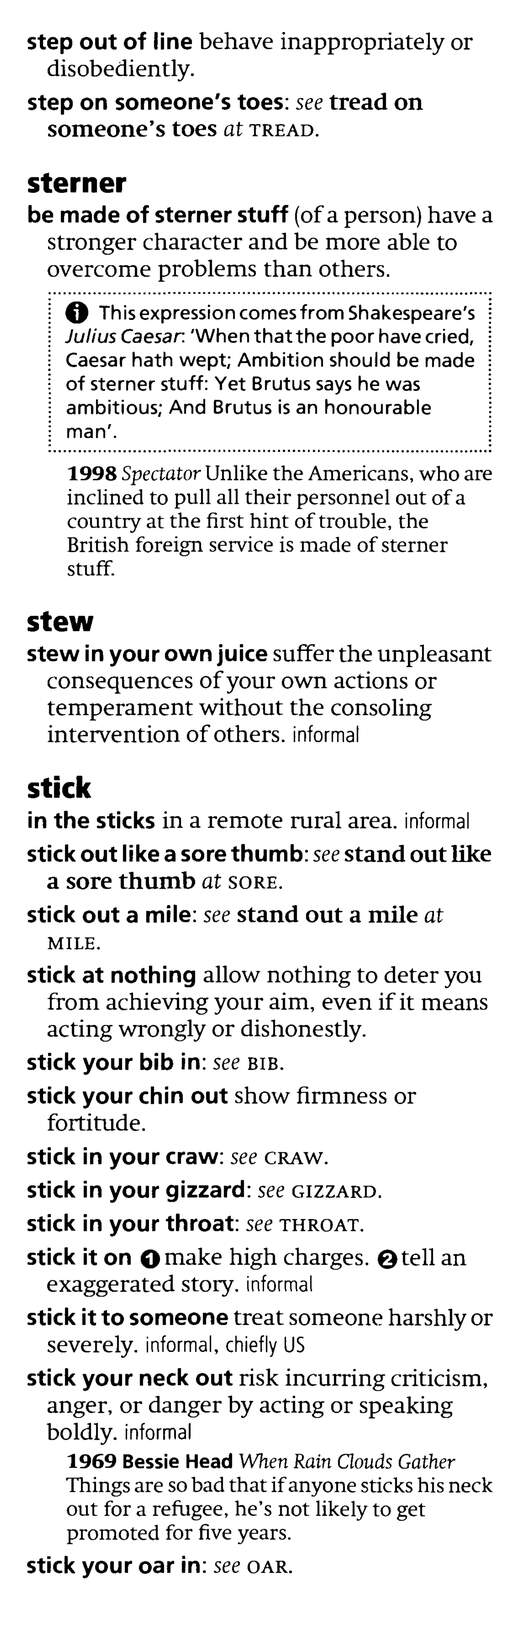 step out of line behave inappropriately or
disobediently.
step on someone's toes: see tread on
someone's toes at TREAD.
sterner
be made of sterner stuff (of a person) have a
stronger character and be more able to
overcome problems than others.
ℹ This expression comes from Shakespeare's
Julius Caesar: 'When that the poor have cried,
Caesar hath wept; Ambition should be made
of sterner stuff: Yet Brutus says he was
ambitious; And Brutus is an honourable
man'.
1998 Spectator Unlike the Americans, who are
inclined to pull all their personnel out of a
country at the first hint of trouble, the
British foreign service is made of sterner
stuff.
stew
stew in your own juice suffer the unpleasant
consequences of your own actions or
temperament without the consoling
intervention of others. informal
stick
in the sticks in a remote rural area. informal
stick out like a sore thumb: see stand out like
a sore thumb at SORE.
stick out a mile: see stand out a mile at
MILE.
stick at nothing allow nothing to deter you
from achieving your aim, even if it means
acting wrongly or dishonestly.
stick your bib in: see BIB.
stick your chin out show firmness or
fortitude.
stick in your craw: see CRAW.
stick in your gizzard: see GIZZARD.
stick in your throat: see THROAT.
stick it on ❶ make high charges. ❷ tell an
exaggerated story. informal
stick it to someone treat someone harshly or
severely. informal, chiefly US
stick your neck out risk incurring criticism,
anger, or danger by acting or speaking
boldly. informal
1969 Bessie Head When Rain Clouds Gather
Things are so bad that if anyone sticks his neck
out for a refugee, he's not likely to get
promoted for five years.
stick your oar in: see OAR.